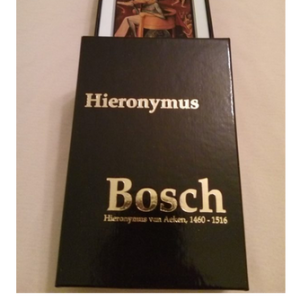 Hieronymus
Bosch
Hieronymus van Aeken, 1460 - 1516